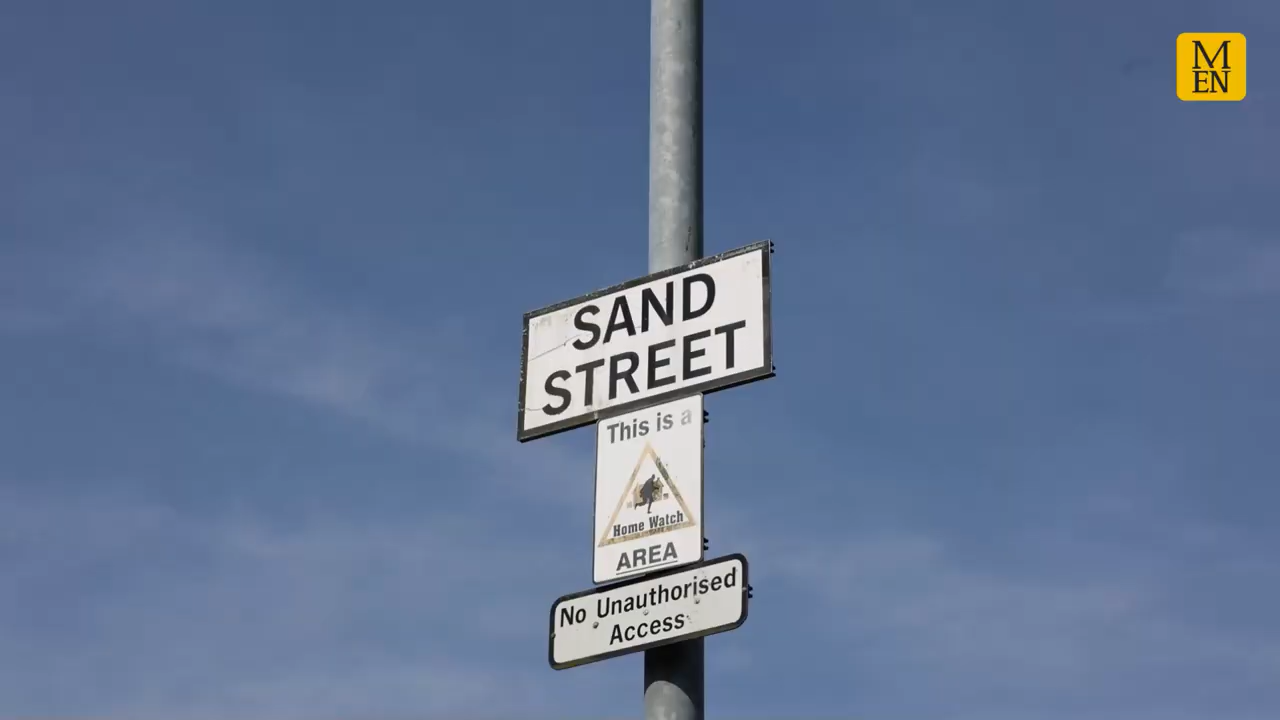 M
EN
SAND
STREET
This is a
Home Watch
AREA
No Unauthorised
Access